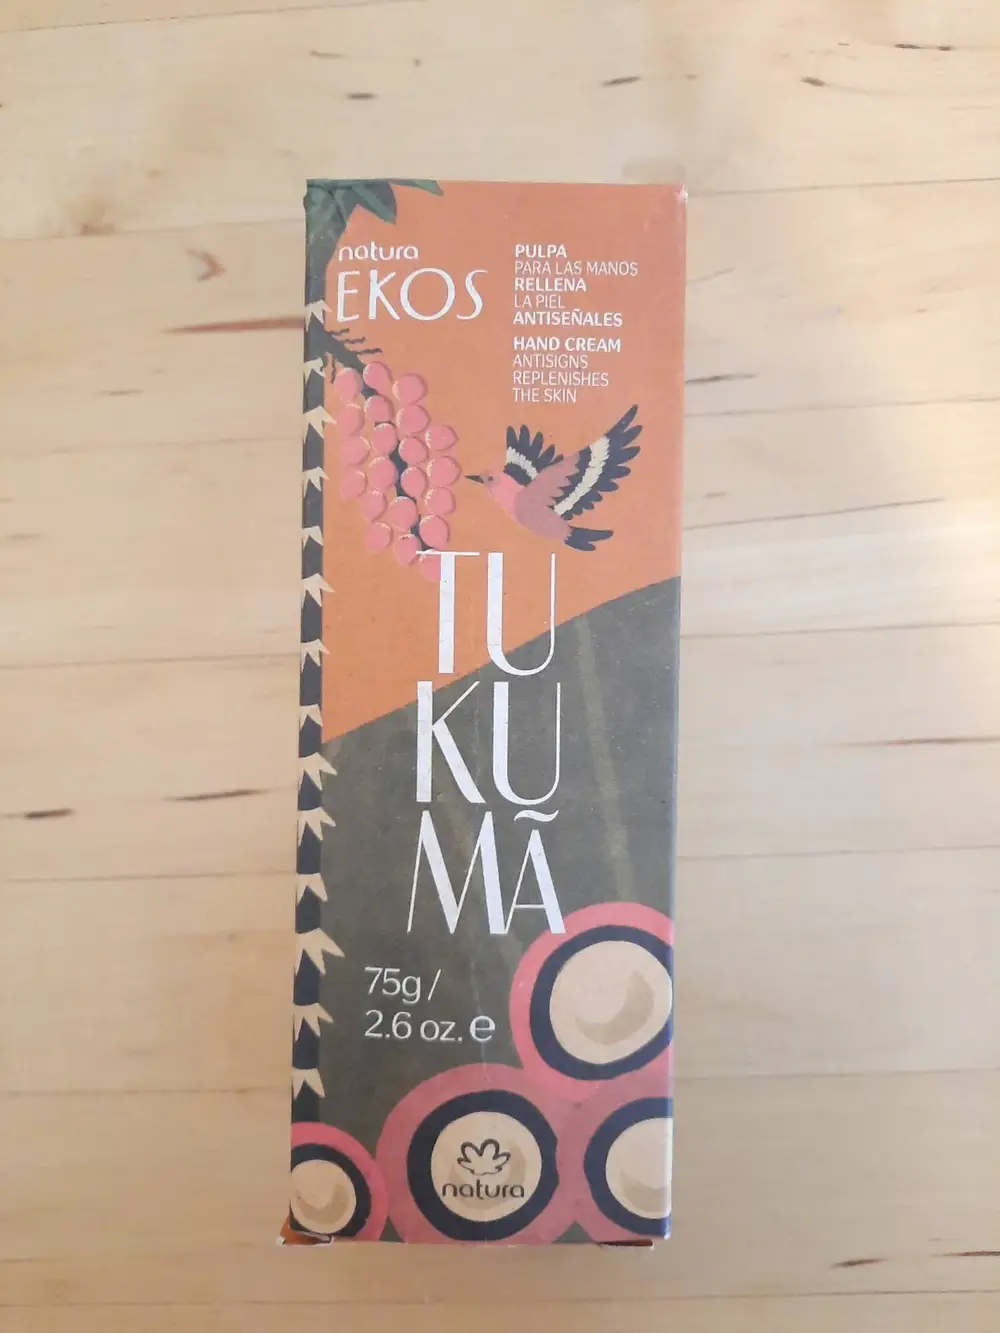 natura
EKOS
PULPA
PARA LAS MANOS
RELLENA
LA PIEL
ANTISEÑALES
HAND CREAM
ANTISIGNS
REPLENISHES
THE SKIN
TU
KU
MÃ
75g /
2.6 oz. ℮
natura